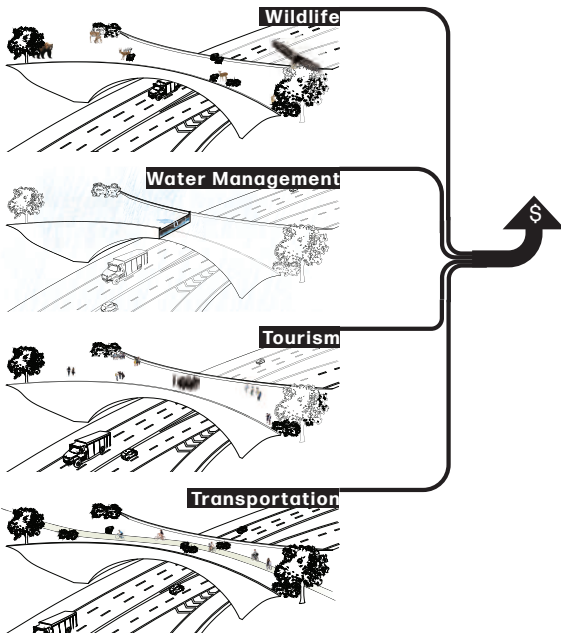 Wildlife
Water Management
$
Tourism
Transportation